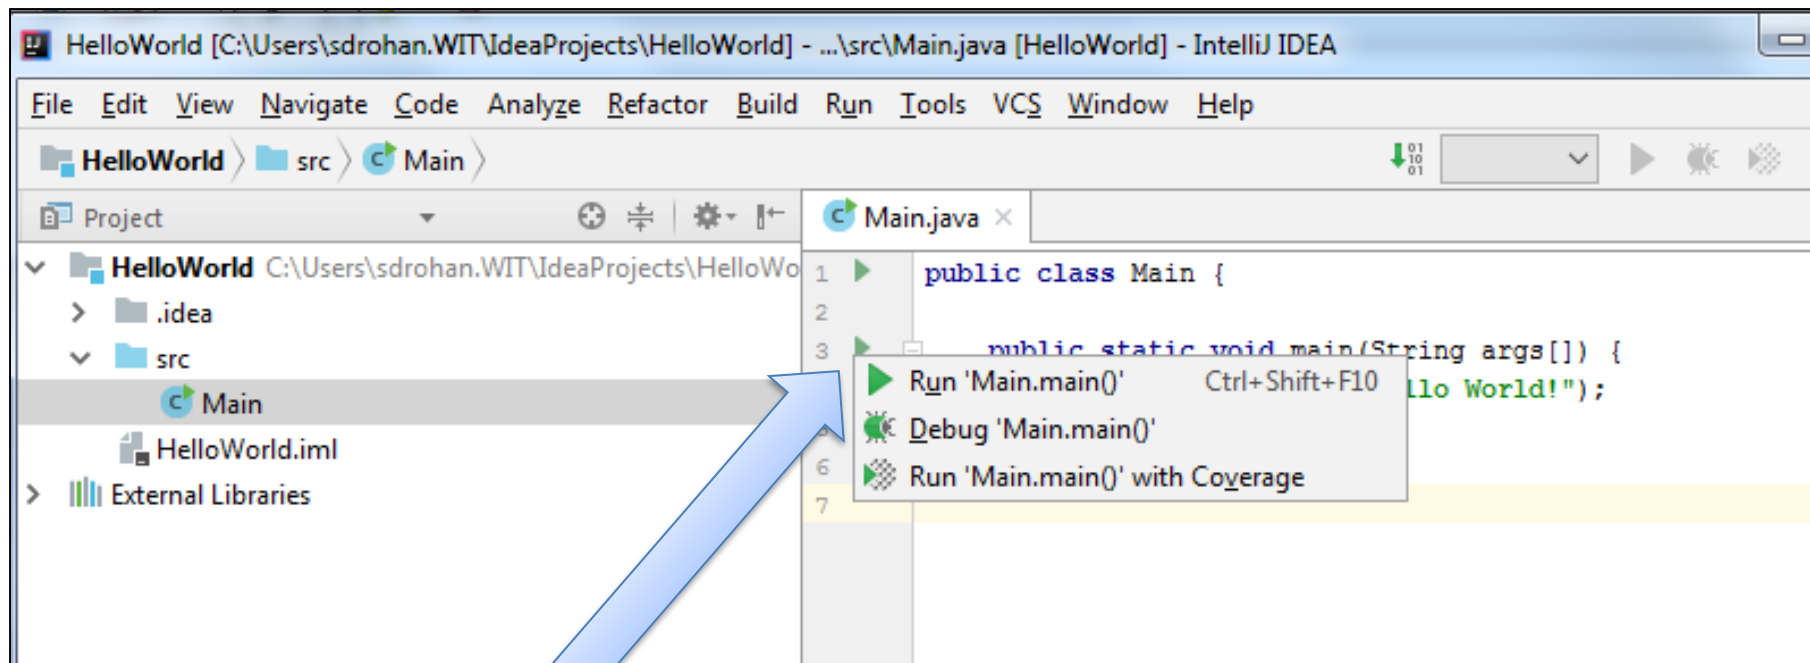 HelloWorld [C:\Users\sdrohan.WIT\IdeaProjects\HelloWorld] - ...\src\Main.java [HelloWorld] - IntelliJ IDEA
File Edit View Navigate Code Analyze Refactor Build Run Tools VCS Window Help
HelloWorld src Main
Project
Main.java
HelloWorld C:\Users\sdrohan.WIT\IdeaProjects\HelloWo
.idea
src
Main
HelloWorld.iml
External Libraries
1 public class Main {
2
3 public static void main(String args[]) {
llo World!");
6
7
Run 'Main.main()' Ctrl+Shift+F10
Debug 'Main.main()'
Run 'Main.main()' with Coverage